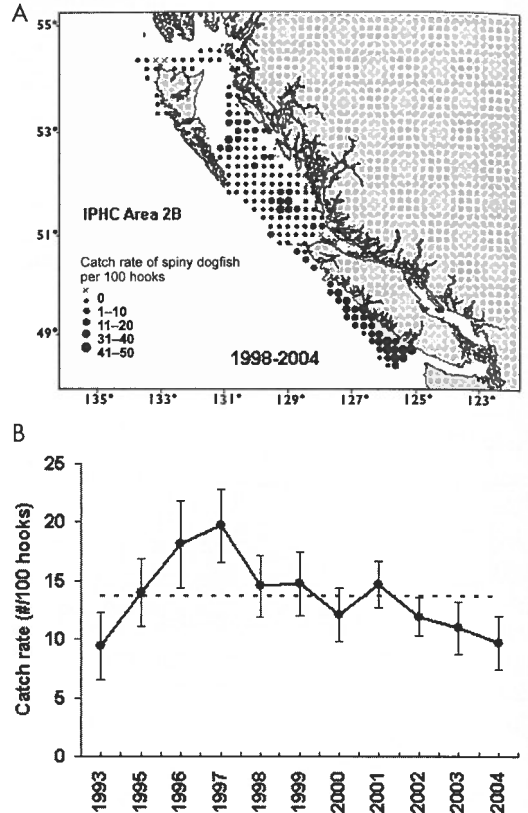 A
55°
53°
51°
49°
IPHC Area 2B
Catch rate of spiny dogfish
per 100 hooks
× 0
1–10
11–20
31–40
41–50
1998-2004
135° 133° 131° 129° 127° 125° 123°
B
Catch rate (#/100 hooks)
25
20
15
10
5
0
1993 1995 1996 1997 1998 1999 2000 2001 2002 2003 2004